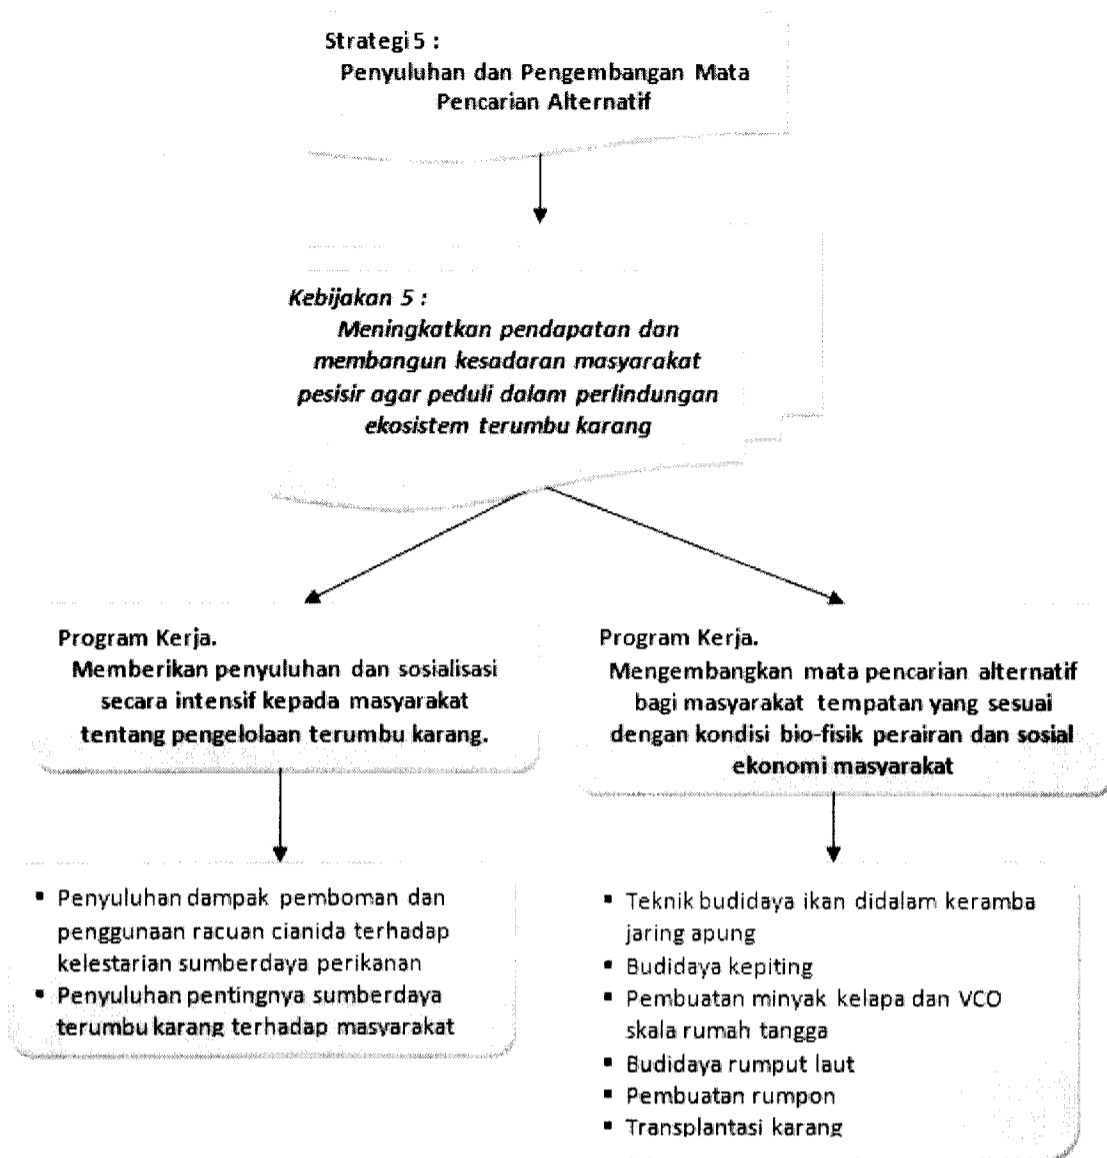 Strategi 5 :
Penyuluhan dan Pengembangan Mata
Pencarian Alternatif
Kebijakan 5 :
Meningkatkan pendapatan dan
membangun kesadaran masyarakat
pesisir agar peduli dalam perlindungan
ekosistem terumbu karang
Program Kerja.
Memberikan penyuluhan dan sosialisasi
secara intensif kepada masyarakat
tentang pengelolaan terumbu karang.
Program Kerja.
Mengembangkan mata pencarian alternatif
bagi masyarakat tempatan yang sesuai
dengan kondisi bio-fisik perairan dan sosial
ekonomi masyarakat
▪ Penyuluhan dampak pemboman dan
penggunaan racuan cianida terhadap
kelestarian sumberdaya perikanan
▪ Penyuluhan pentingnya sumberdaya
terumbu karang terhadap masyarakat
▪ Teknik budidaya ikan didalam keramba
jaring apung
▪ Budidaya kepiting
▪ Pembuatan minyak kelapa dan VCO
skala rumah tangga
▪ Budidaya rumput laut
▪ Pembuatan rumpon
▪ Transplantasi karang